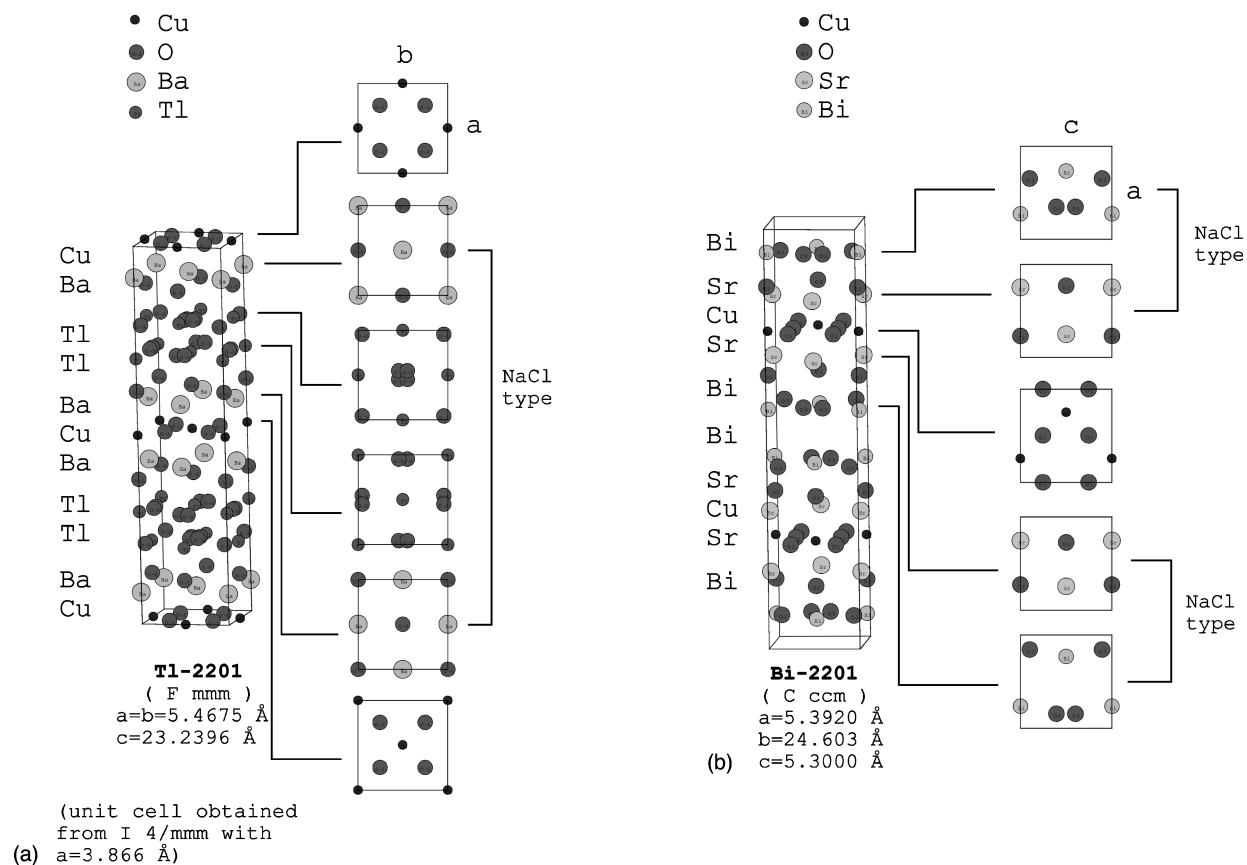 Cu
O
Ba
Tl
b
a
Cu
Ba
Tl
Tl
Ba
Cu
Ba
Tl
Tl
Ba
Cu
NaCl
type
Tl-2201
( F mmm )
a=b=5.4675 Å
c=23.2396 Å
(unit cell obtained
from I 4/mmm with
a=3.866 Å)
(a)
Cu
O
Sr
Bi
c
a
Bi
Sr
Cu
Sr
Bi
Bi
Sr
Cu
Sr
Bi
NaCl
type
NaCl
type
Bi-2201
( C ccm )
a=5.3920 Å
b=24.603 Å
c=5.3000 Å
(b)